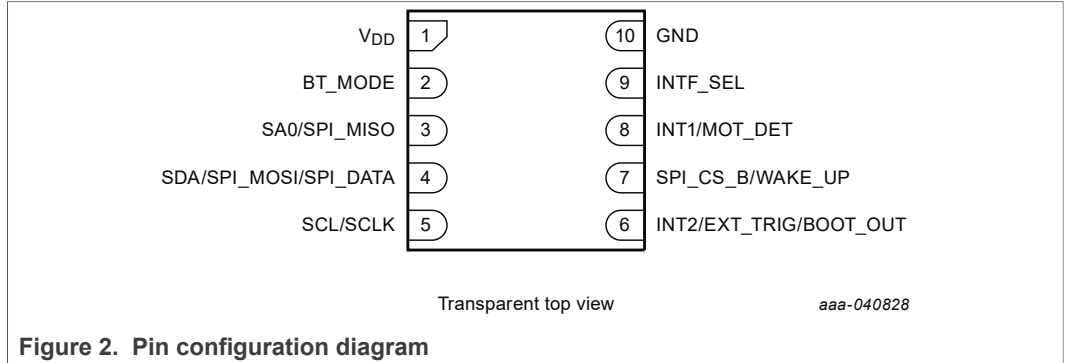 VDD 1 10 GND
BT_MODE 2 9 INTF_SEL
SA0/SPI_MISO 3 8 INT1/MOT_DET
SDA/SPI_MOSI/SPI_DATA 4 7 SPI_CS_B/WAKE_UP
SCL/SCLK 5 6 INT2/EXT_TRIG/BOOT_OUT
Transparent top view aaa-040828
Figure 2. Pin configuration diagram